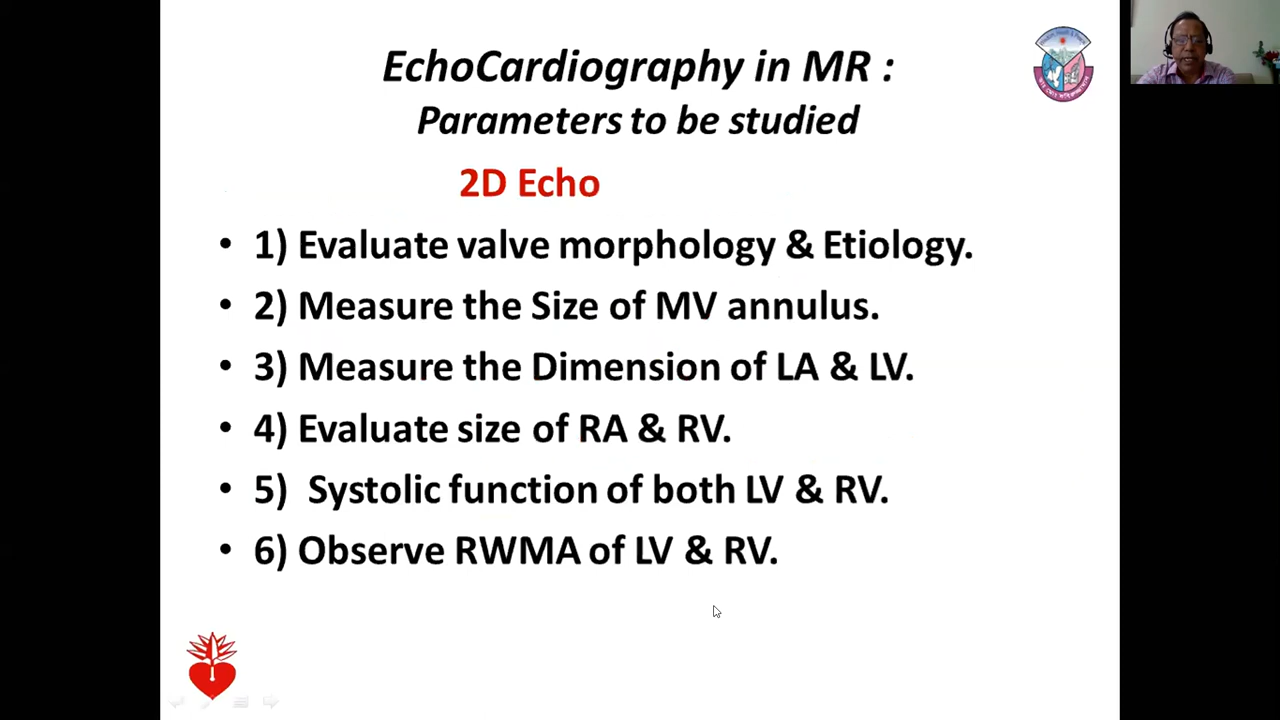 EchoCardiography in MR :
Parameters to be studied
2D Echo
• 1) Evaluate valve morphology & Etiology.
• 2) Measure the Size of MV annulus.
• 3) Measure the Dimension of LA & LV.
• 4) Evaluate size of RA & RV.
• 5) Systolic function of both LV & RV.
• 6) Observe RWMA of LV & RV.